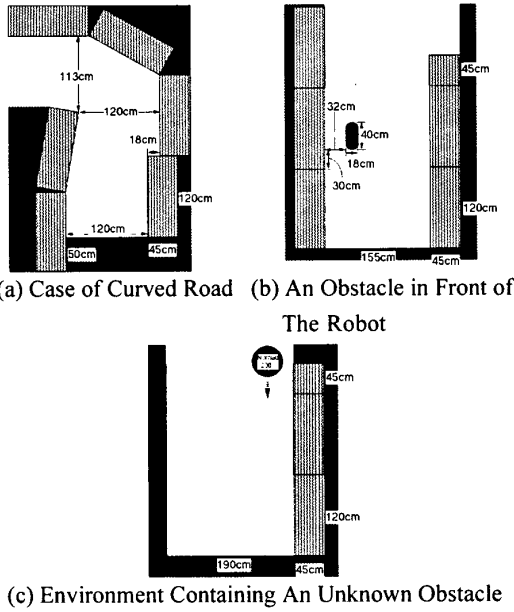 113cm
120cm
18cm
120cm
120cm
50cm
45cm
(a) Case of Curved Road
45cm
32cm
40cm
18cm
30cm
120cm
155cm
45cm
(b) An Obstacle in Front of
The Robot
45cm
120cm
190cm
45cm
(c) Environment Containing An Unknown Obstacle